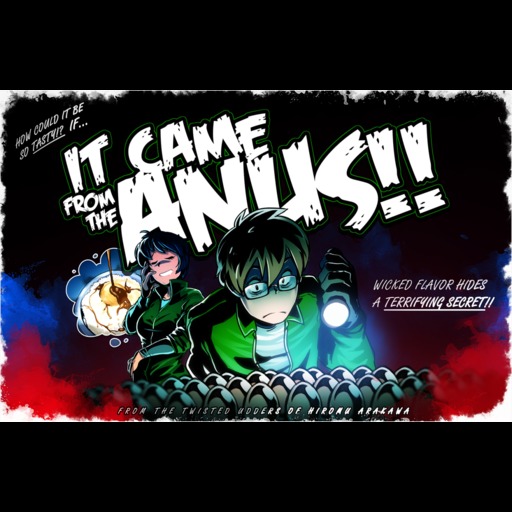 HOW COULD IT BE
SO TASTY!? IF...
IT CAME
FROM THE
ANUS!!
WICKED FLAVOR HIDES
A TERRIFYING SECRET!!
FROM THE TWISTED UDDERS OF HIROMU ARAKAWA